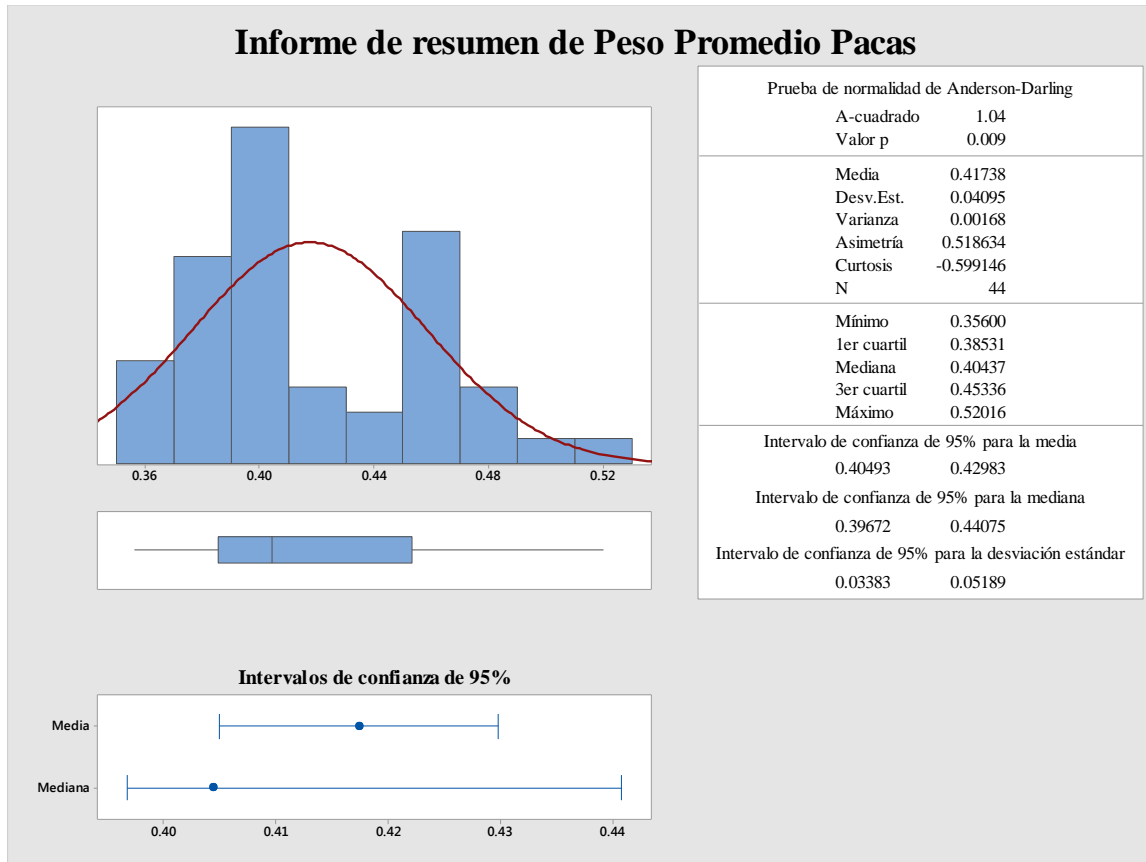 Informe de resumen de Peso Promedio Pacas
0.36 0.40 0.44 0.48 0.52
Intervalos de confianza de 95%
Media
Mediana
0.40 0.41 0.42 0.43 0.44
Prueba de normalidad de Anderson-Darling
A-cuadrado 1.04
Valor p 0.009
Media 0.41738
Desv.Est. 0.04095
Varianza 0.00168
Asimetría 0.518634
Curtosis -0.599146
N 44
Mínimo 0.35600
1er cuartil 0.38531
Mediana 0.40437
3er cuartil 0.45336
Máximo 0.52016
Intervalo de confianza de 95% para la media
0.40493 0.42983
Intervalo de confianza de 95% para la mediana
0.39672 0.44075
Intervalo de confianza de 95% para la desviación estándar
0.03383 0.05189